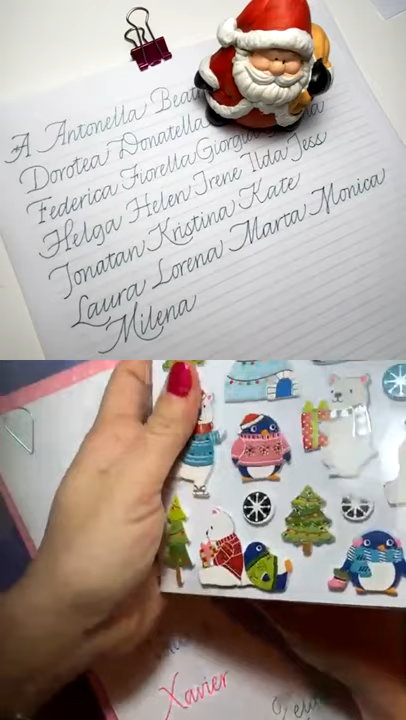 A Antonella
Dorotea Donatella
Federica Fiorella
Helga Helen Irene Ilda Jess
Jonatan Kristina Kate
Laura Lorena Marta Monica
Milena
Xavier